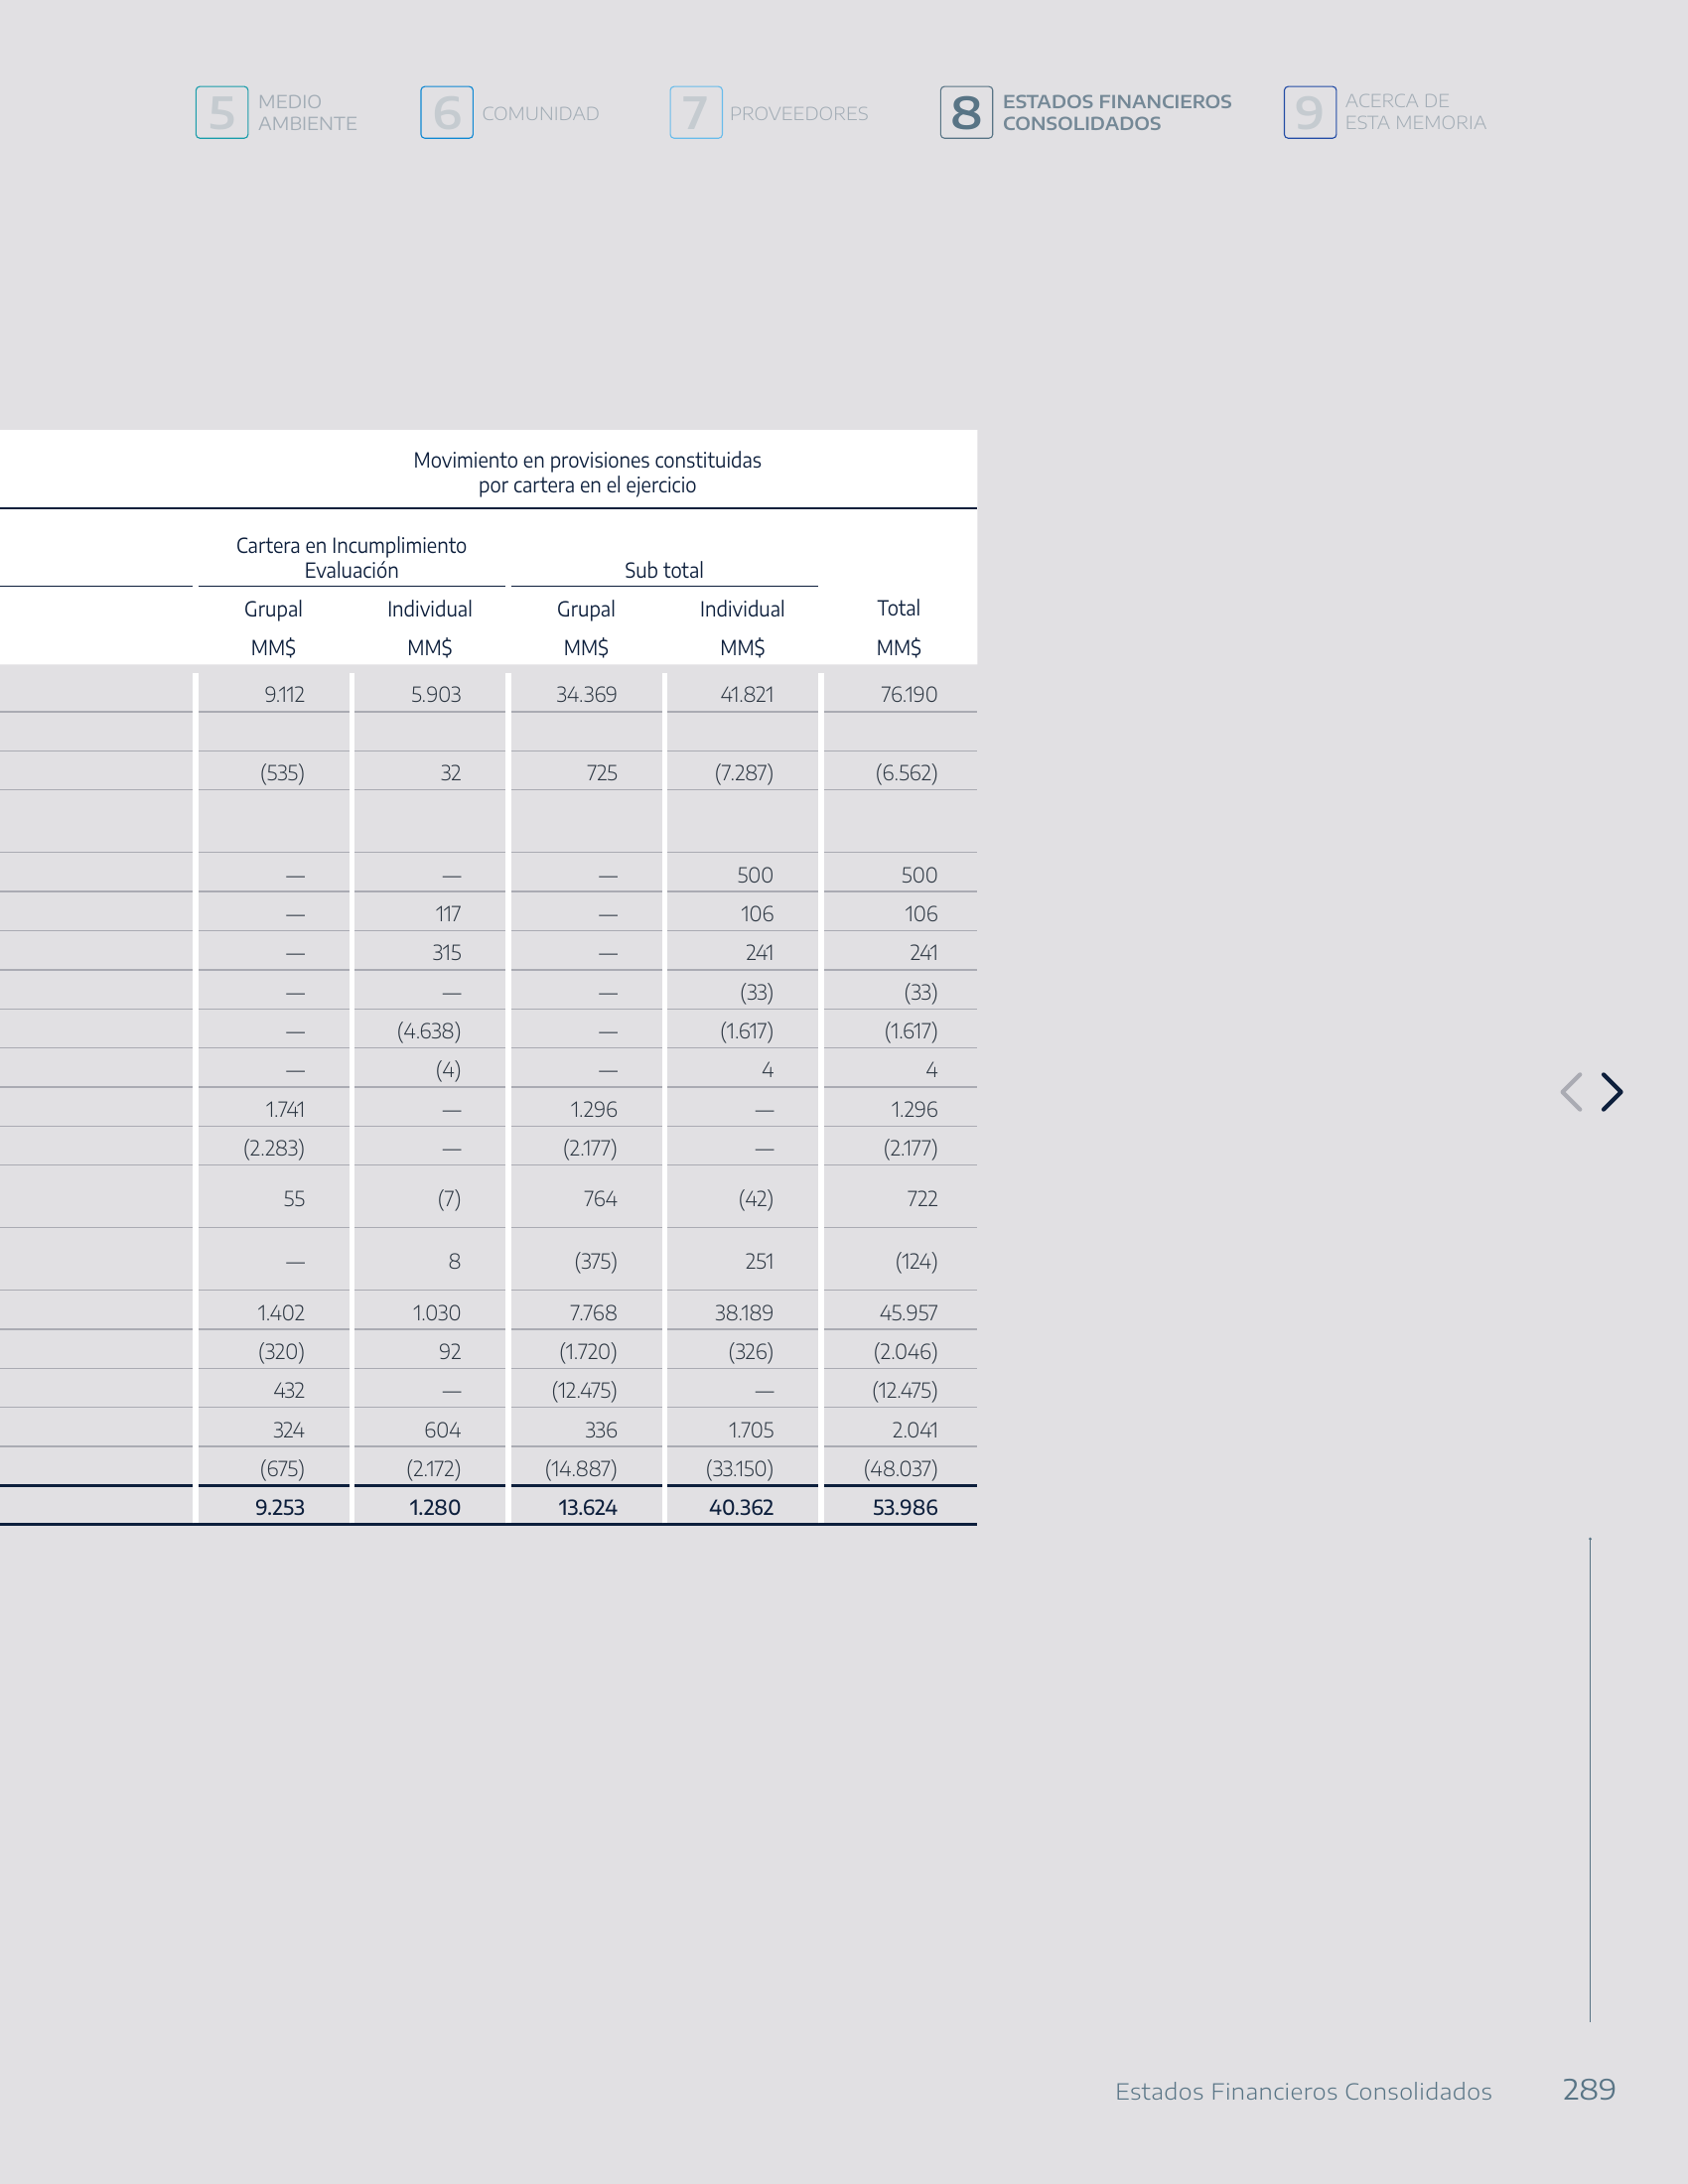 5 MEDIO AMBIENTE
6 COMUNIDAD
7 PROVEEDORES
8 ESTADOS FINANCIEROS CONSOLIDADOS
9 ACERCA DE ESTA MEMORIA
Movimiento en provisiones constituidas
por cartera en el ejercicio
Cartera en Incumplimiento
Evaluación Sub total
Grupal Individual Grupal Individual Total
MM$ MM$ MM$ MM$ MM$
9.112 5.903 34.369 41.821 76.190
(535) 32 725 (7.287) (6.562)
— — — 500 500
— 117 — 106 106
— 315 — 241 241
— — — (33) (33)
— (4.638) — (1.617) (1.617)
— (4) — 4 4
1.741 — 1.296 — 1.296
(2.283) — (2.177) — (2.177)
55 (7) 764 (42) 722
— 8 (375) 251 (124)
1.402 1.030 7.768 38.189 45.957
(320) 92 (1.720) (326) (2.046)
432 — (12.475) — (12.475)
324 604 336 1.705 2.041
(675) (2.172) (14.887) (33.150) (48.037)
9.253 1.280 13.624 40.362 53.986
Estados Financieros Consolidados 289